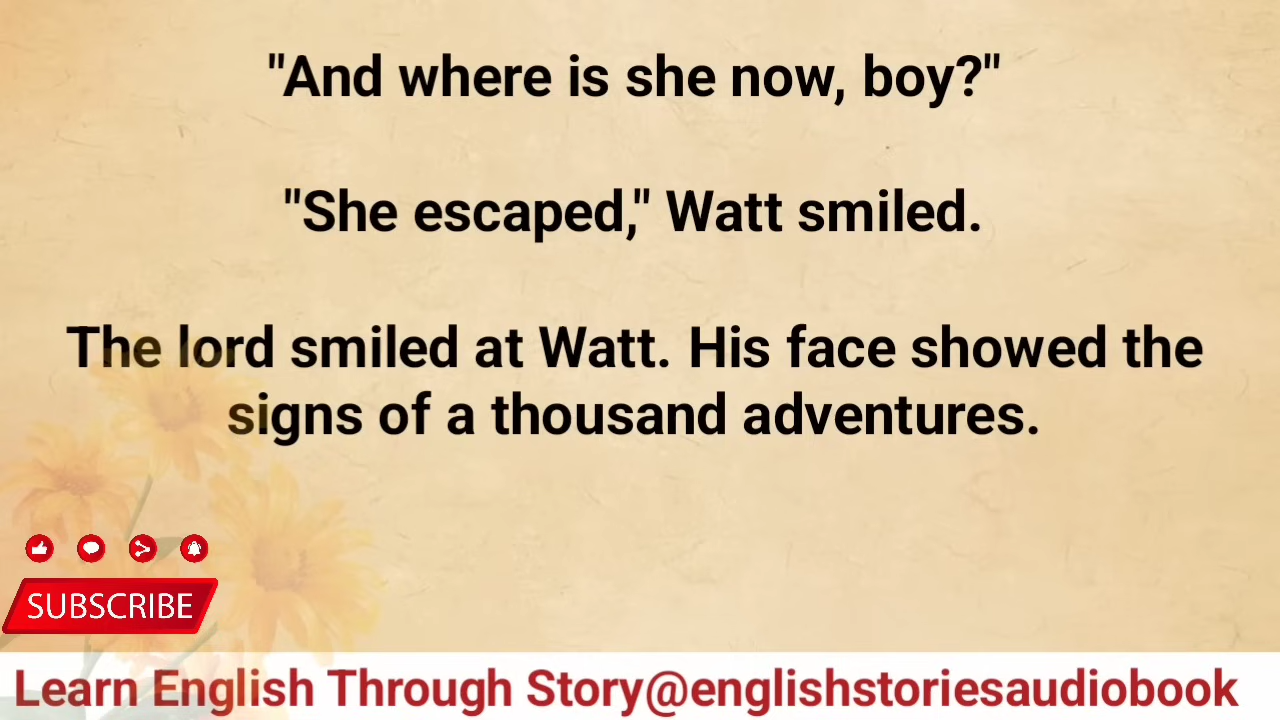 "And where is she now, boy?"
"She escaped," Watt smiled.
The lord smiled at Watt. His face showed the
signs of a thousand adventures.
SUBSCRIBE
Learn English Through Story@englishstoriesaudiobook